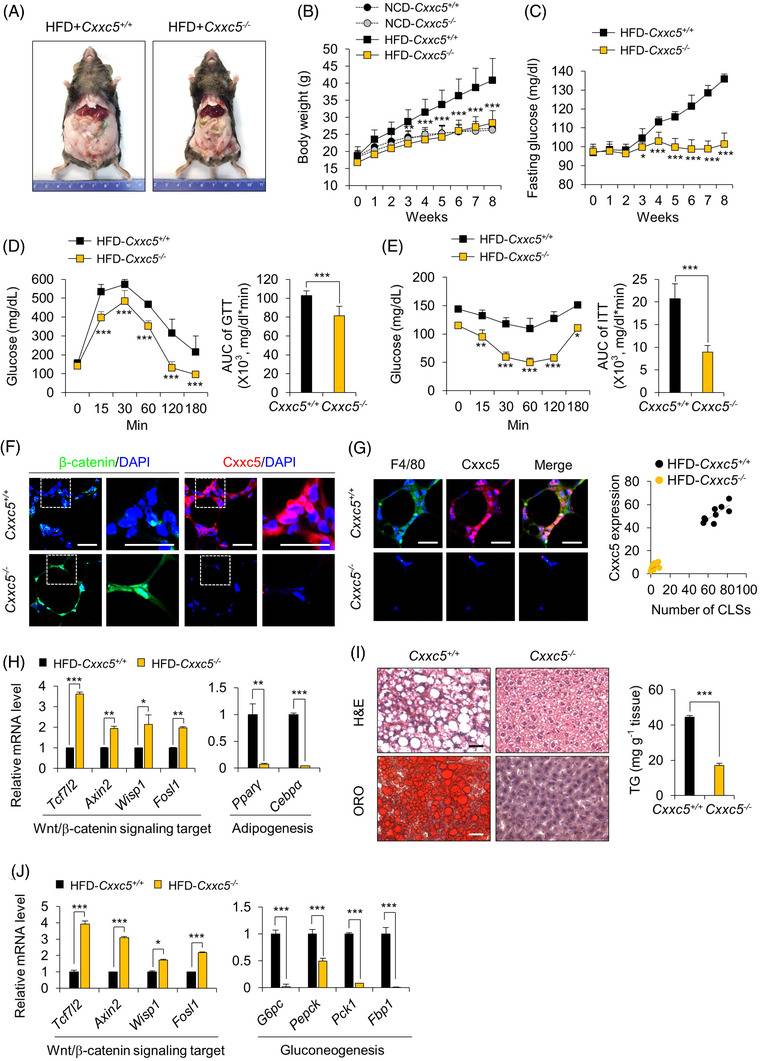 (A)
HFD+Cxxc5+/+
HFD+Cxxc5-/-
(B)
NCD-Cxxc5+/+
NCD-Cxxc5-/-
HFD-Cxxc5+/+
HFD-Cxxc5-/-
Body weight (g)
50
45
40
35
30
25
20
15
10
** *** *** *** *** ***
0 1 2 3 4 5 6 7 8
Weeks
(C)
HFD-Cxxc5+/+
HFD-Cxxc5-/-
Fasting glucose (mg/dl)
140
120
100
80
* *** *** *** *** ***
0 1 2 3 4 5 6 7 8
Weeks
(D)
HFD-Cxxc5+/+
HFD-Cxxc5-/-
Glucose (mg/dL)
600
500
400
300
200
100
0
*** *** *** *** ***
0 15 30 60 120 180
Min
AUC of GTT
(X10³, mg/dl*min)
120
100
80
60
40
20
0
***
Cxxc5+/+ Cxxc5-/-
(E)
HFD-Cxxc5+/+
HFD-Cxxc5-/-
Glucose (mg/dL)
200
150
100
50
0
** *** *** *** *
0 15 30 60 120 180
Min
AUC of ITT
(X10³, mg/dl*min)
25
20
15
10
5
0
***
Cxxc5+/+ Cxxc5-/-
(F)
β-catenin/DAPI
Cxxc5/DAPI
Cxxc5+/+
Cxxc5-/-
(G)
F4/80 Cxxc5 Merge
Cxxc5+/+
Cxxc5-/-
HFD-Cxxc5+/+
HFD-Cxxc5-/-
Cxxc5 expression
80
60
40
20
0
0 20 40 60 80 100
Number of CLSs
(H)
HFD-Cxxc5+/+ HFD-Cxxc5-/-
Relative mRNA level
4
3
2
1
0
*** ** * **
Tcf7l2 Axin2 Wisp1 Fosl1
Wnt/β-catenin signaling target
1.5
1
0.5
0
** ***
Pparγ Cebpα
Adipogenesis
(I)
Cxxc5+/+ Cxxc5-/-
H&E
ORO
TG (mg g-1 tissue)
60
40
20
0
***
Cxxc5+/+ Cxxc5-/-
(J)
HFD-Cxxc5+/+ HFD-Cxxc5-/-
Relative mRNA level
5
4
3
2
1
0
*** *** * ***
Tcf7l2 Axin2 Wisp1 Fosl1
Wnt/β-catenin signaling target
1.5
1
0.5
0
*** *** *** ***
G6pc Pepck Pck1 Fbp1
Gluconeogenesis